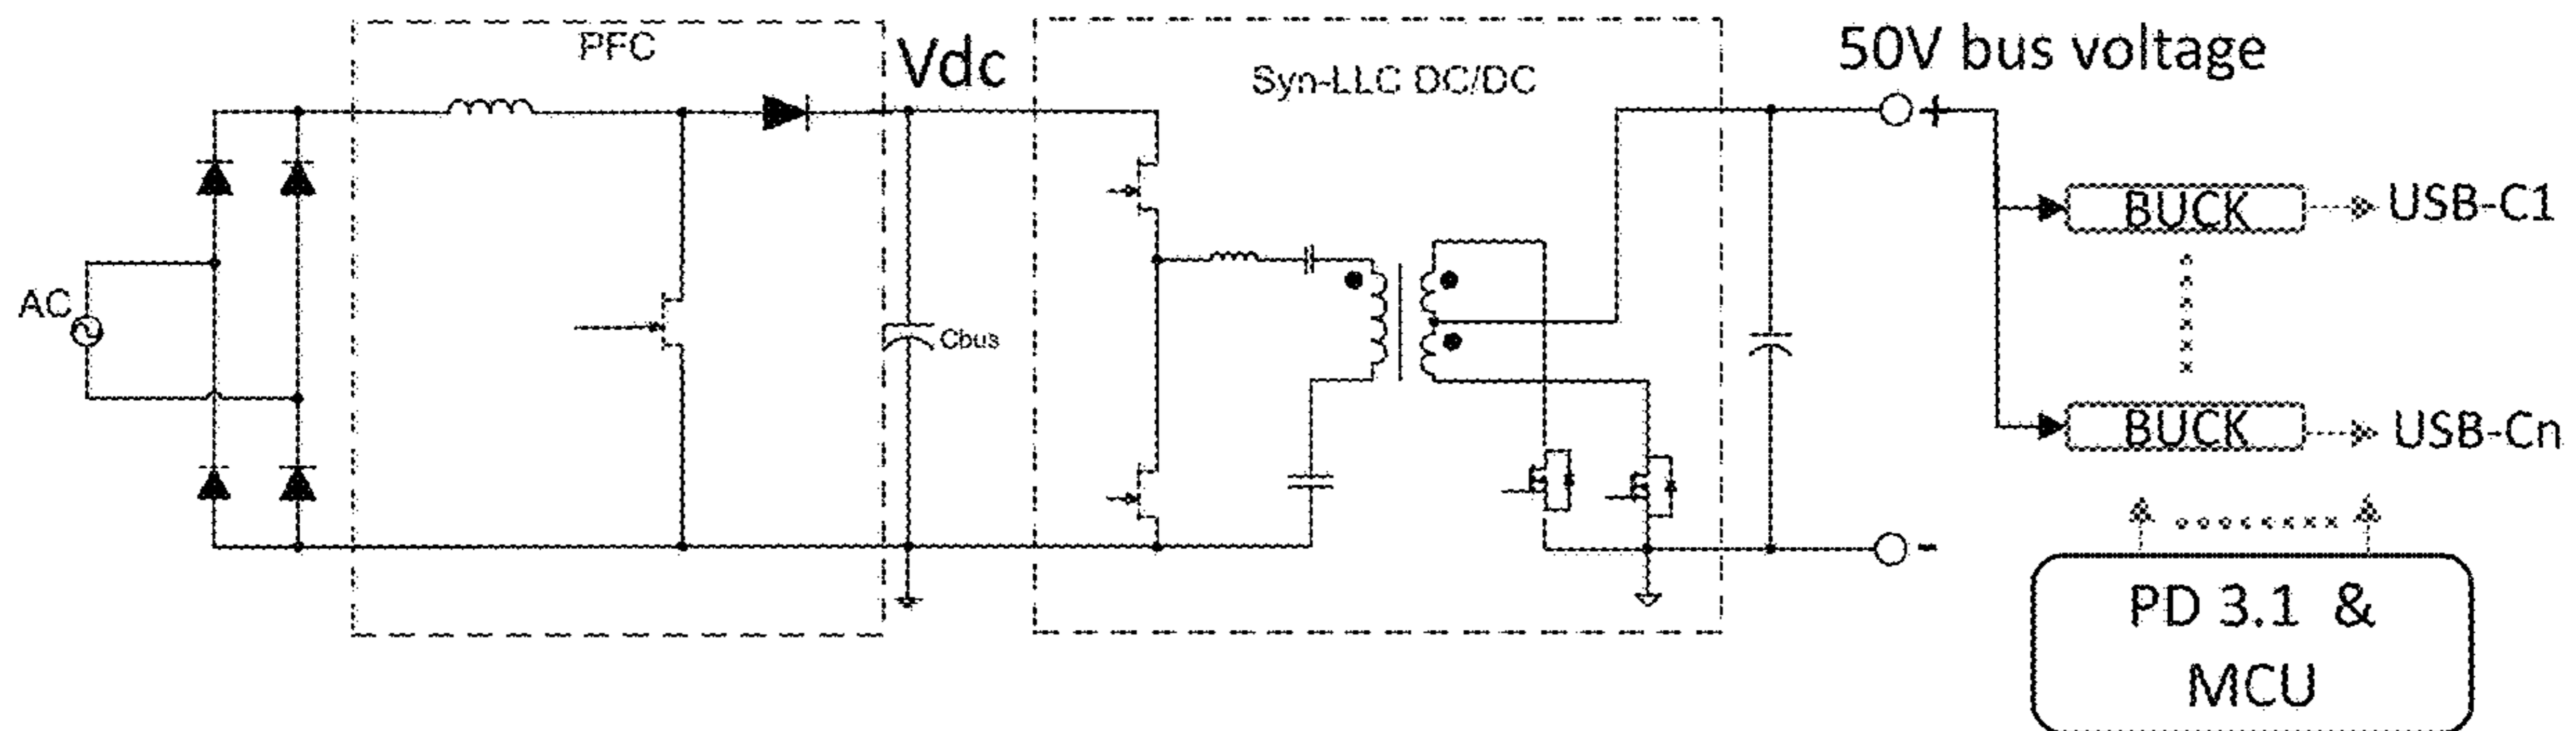 PFC
Vdc
Syn-LLC DC/DC
50V bus voltage
+
AC
Cbus
BUCK
USB-C1
BUCK
USB-Cn
-
PD 3.1 &
MCU